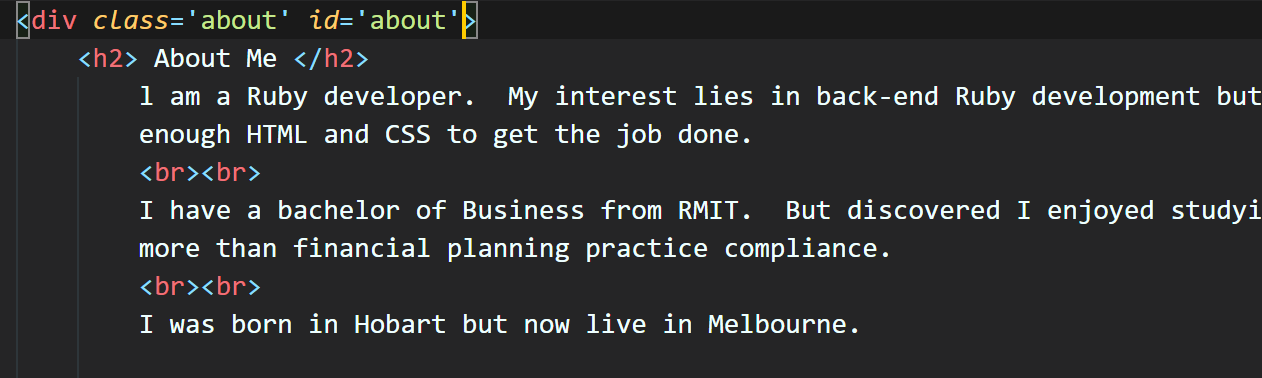 <div class='about' id='about'>
<h2> About Me </h2>
l am a Ruby developer.  My interest lies in back-end Ruby development but
enough HTML and CSS to get the job done.
<br><br>
I have a bachelor of Business from RMIT.  But discovered I enjoyed studyi
more than financial planning practice compliance.
<br><br>
I was born in Hobart but now live in Melbourne.